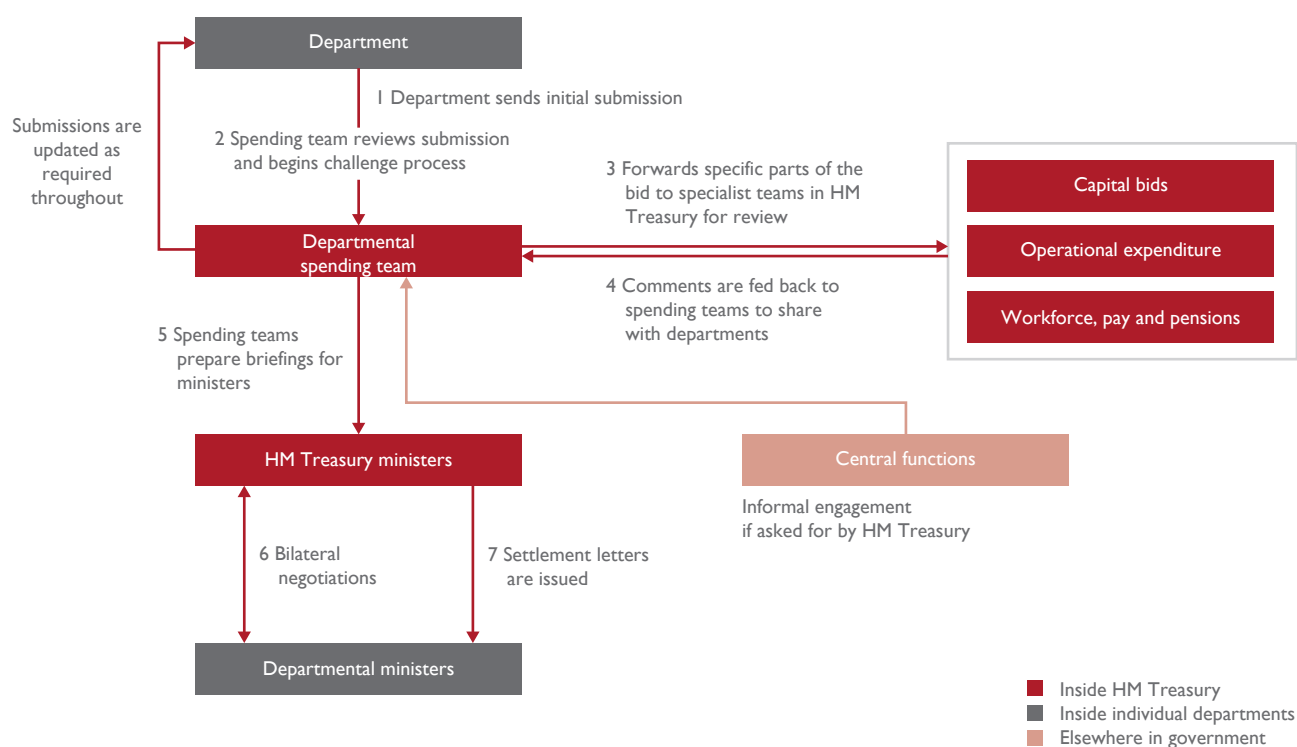 Department
1 Department sends initial submission
Submissions are
updated as
required
throughout
2 Spending team reviews submission
and begins challenge process
3 Forwards specific parts of the
bid to specialist teams in HM
Treasury for review
Capital bids
Operational expenditure
Workforce, pay and pensions
Departmental
spending team
4 Comments are fed back to
spending teams to share
with departments
5 Spending teams
prepare briefings for
ministers
HM Treasury ministers
Central functions
Informal engagement
if asked for by HM Treasury
6 Bilateral
negotiations
7 Settlement letters
are issued
Departmental ministers
Inside HM Treasury
Inside individual departments
Elsewhere in government